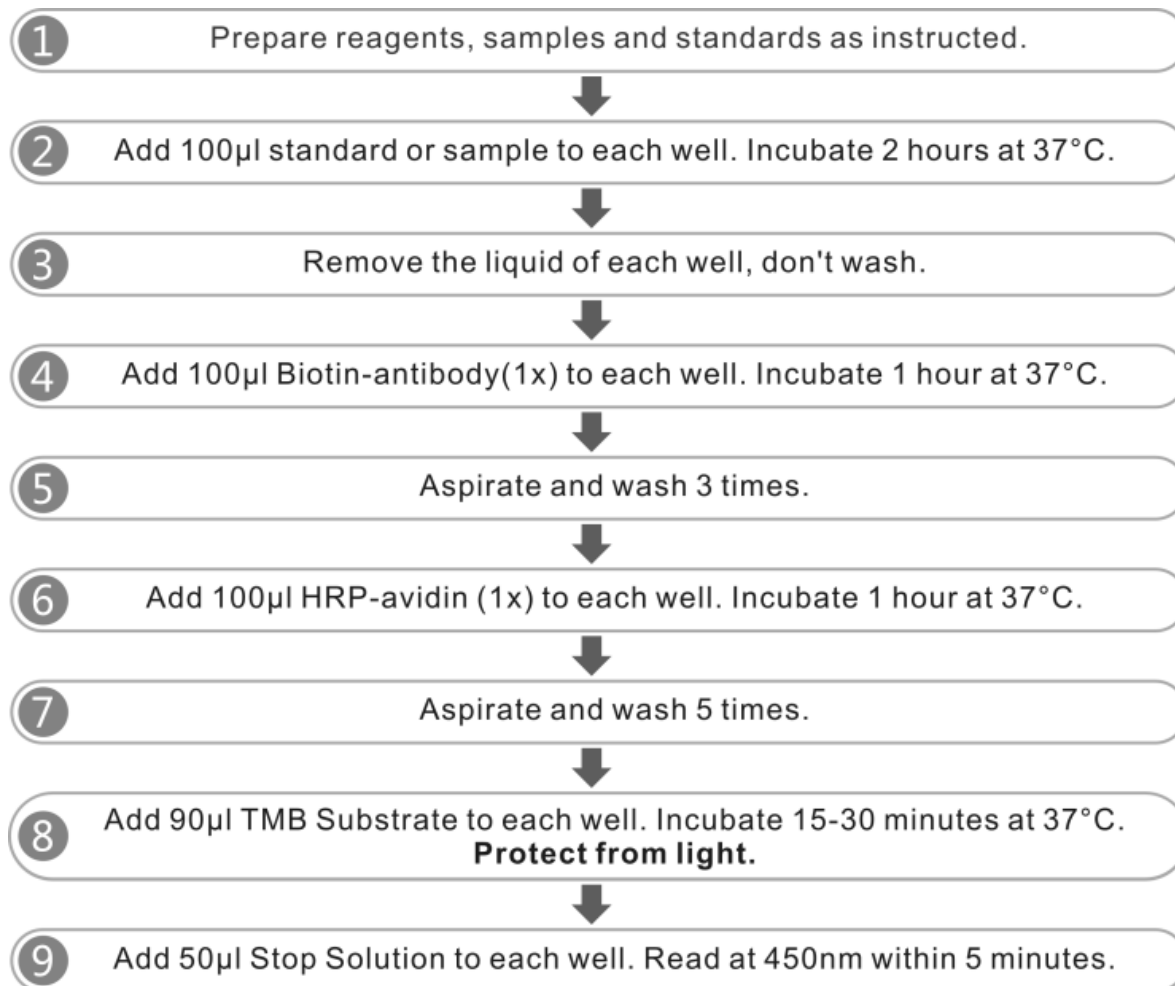 1 Prepare reagents, samples and standards as instructed.
2 Add 100µl standard or sample to each well. Incubate 2 hours at 37°C.
3 Remove the liquid of each well, don't wash.
4 Add 100µl Biotin-antibody(1x) to each well. Incubate 1 hour at 37°C.
5 Aspirate and wash 3 times.
6 Add 100µl HRP-avidin (1x) to each well. Incubate 1 hour at 37°C.
7 Aspirate and wash 5 times.
8 Add 90µl TMB Substrate to each well. Incubate 15-30 minutes at 37°C.
Protect from light.
9 Add 50µl Stop Solution to each well. Read at 450nm within 5 minutes.